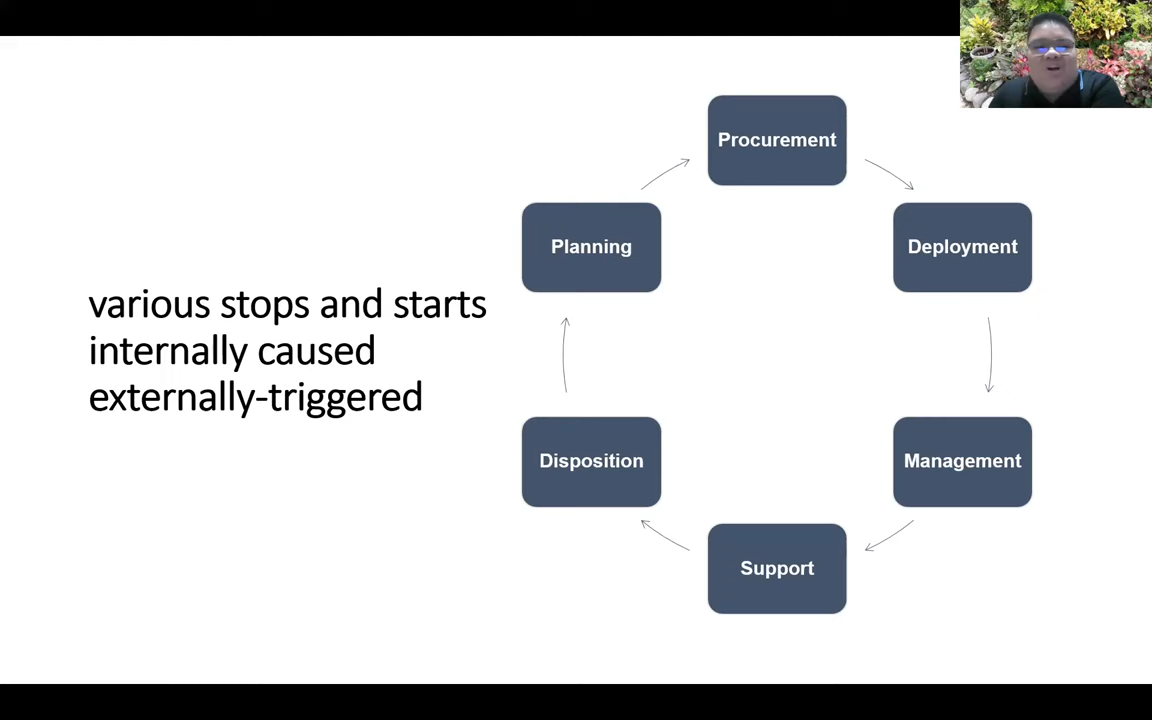 various stops and starts
internally caused
externally-triggered
Procurement
Deployment
Management
Support
Disposition
Planning